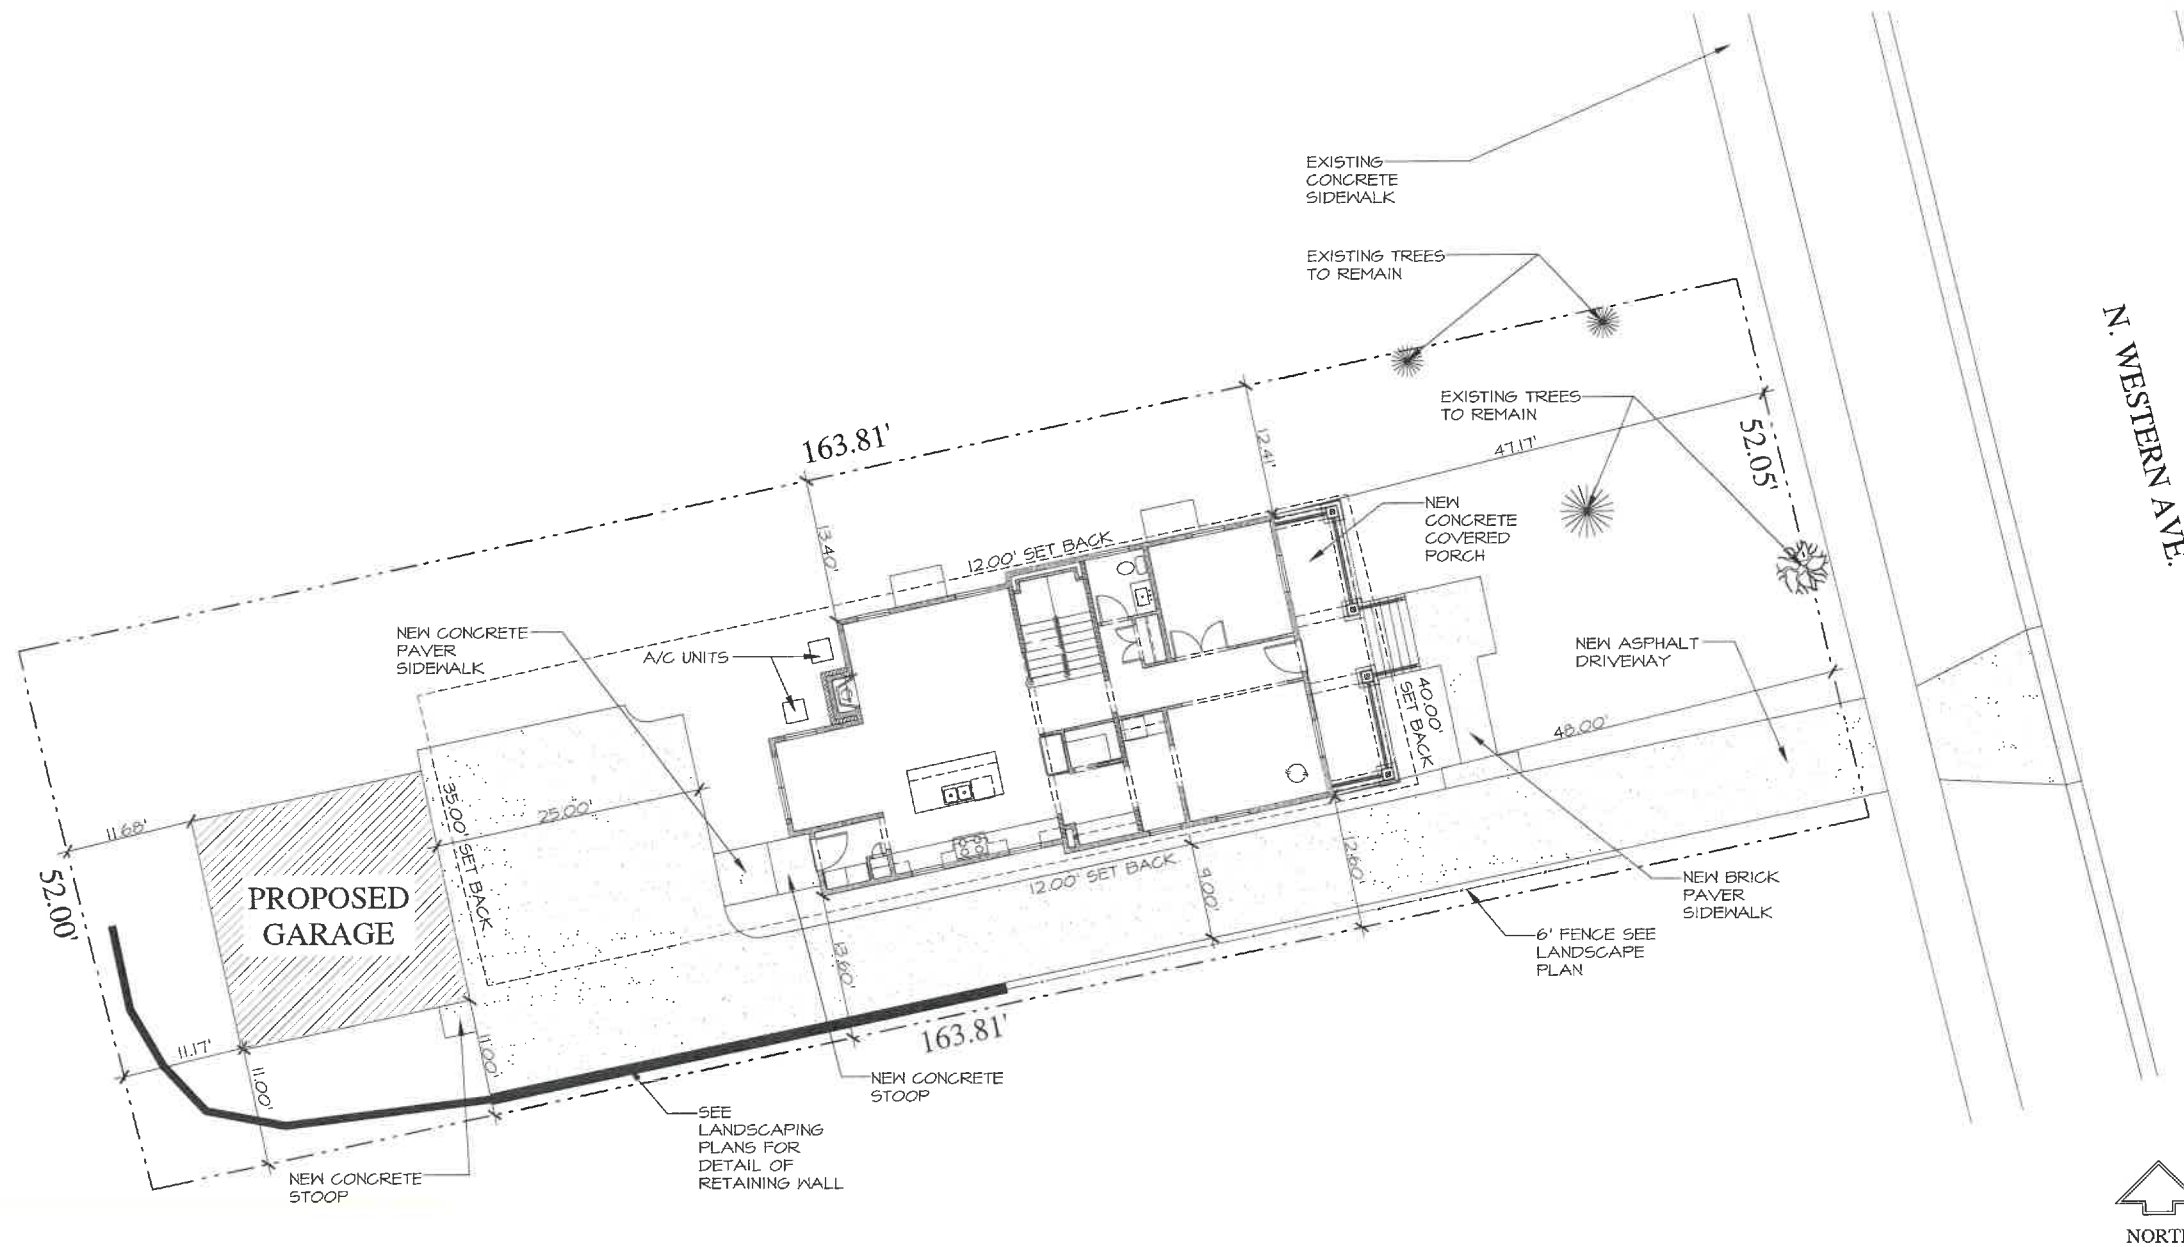 EXISTING
CONCRETE
SIDEWALK
EXISTING TREES
TO REMAIN
N. WESTERN AVE.
EXISTING TREES
TO REMAIN
163.81'
12.41'
47.17'
52.05'
NEW
CONCRETE
COVERED
PORCH
13.40'
12.00' SET BACK
NEW CONCRETE
PAVER
SIDEWALK
A/C UNITS
NEW ASPHALT
DRIVEWAY
40.00'
SET BACK
48.00'
35.00' SET BACK
25.00'
11.68'
52.00'
PROPOSED
GARAGE
12.00' SET BACK
9.00'
12.60'
NEW BRICK
PAVER
SIDEWALK
6' FENCE SEE
LANDSCAPE
PLAN
13.60'
163.81'
11.17'
11.00'
11.00'
NEW CONCRETE
STOOP
SEE
LANDSCAPING
PLANS FOR
DETAIL OF
RETAINING WALL
NEW CONCRETE
STOOP
NORTH